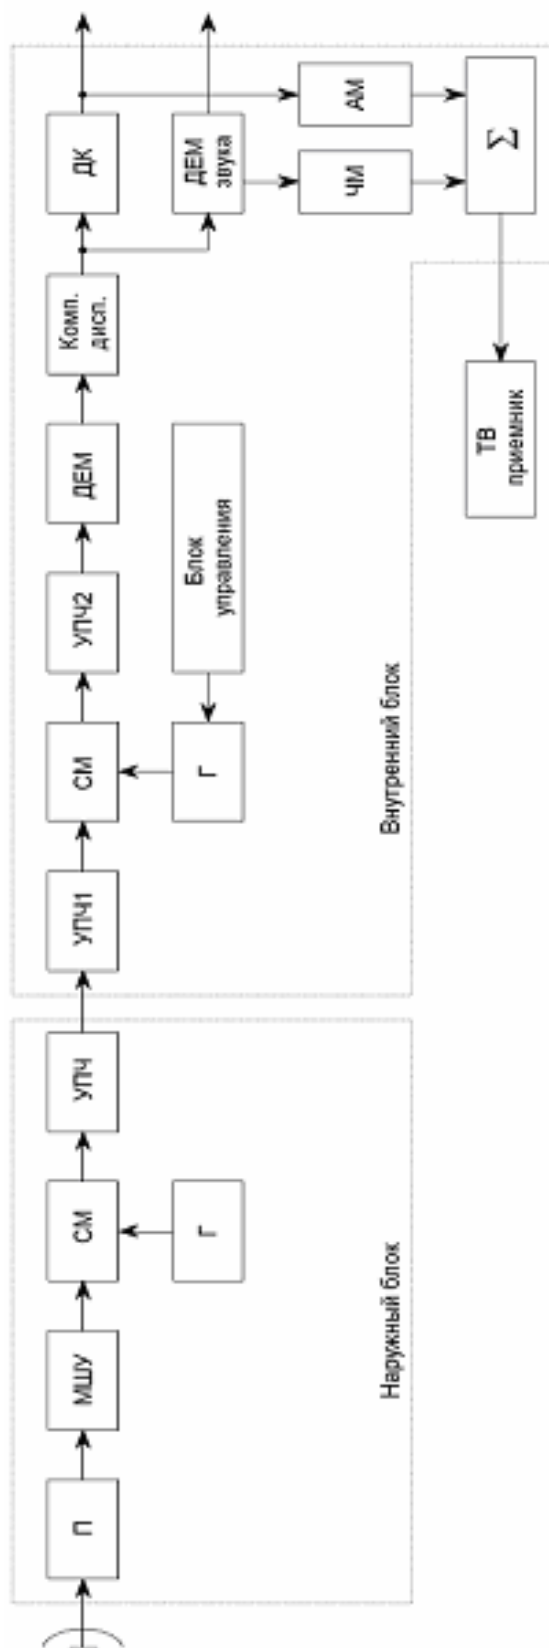 П
МШУ
СМ
УПЧ
Г
Наружный блок
УПЧ1
СМ
УПЧ2
ДЕМ
Комп.
дисп.
ДК
Г
Блок
управления
ДЕМ
звука
АМ
ЧМ
Σ
ТВ
приемник
Внутренний блок